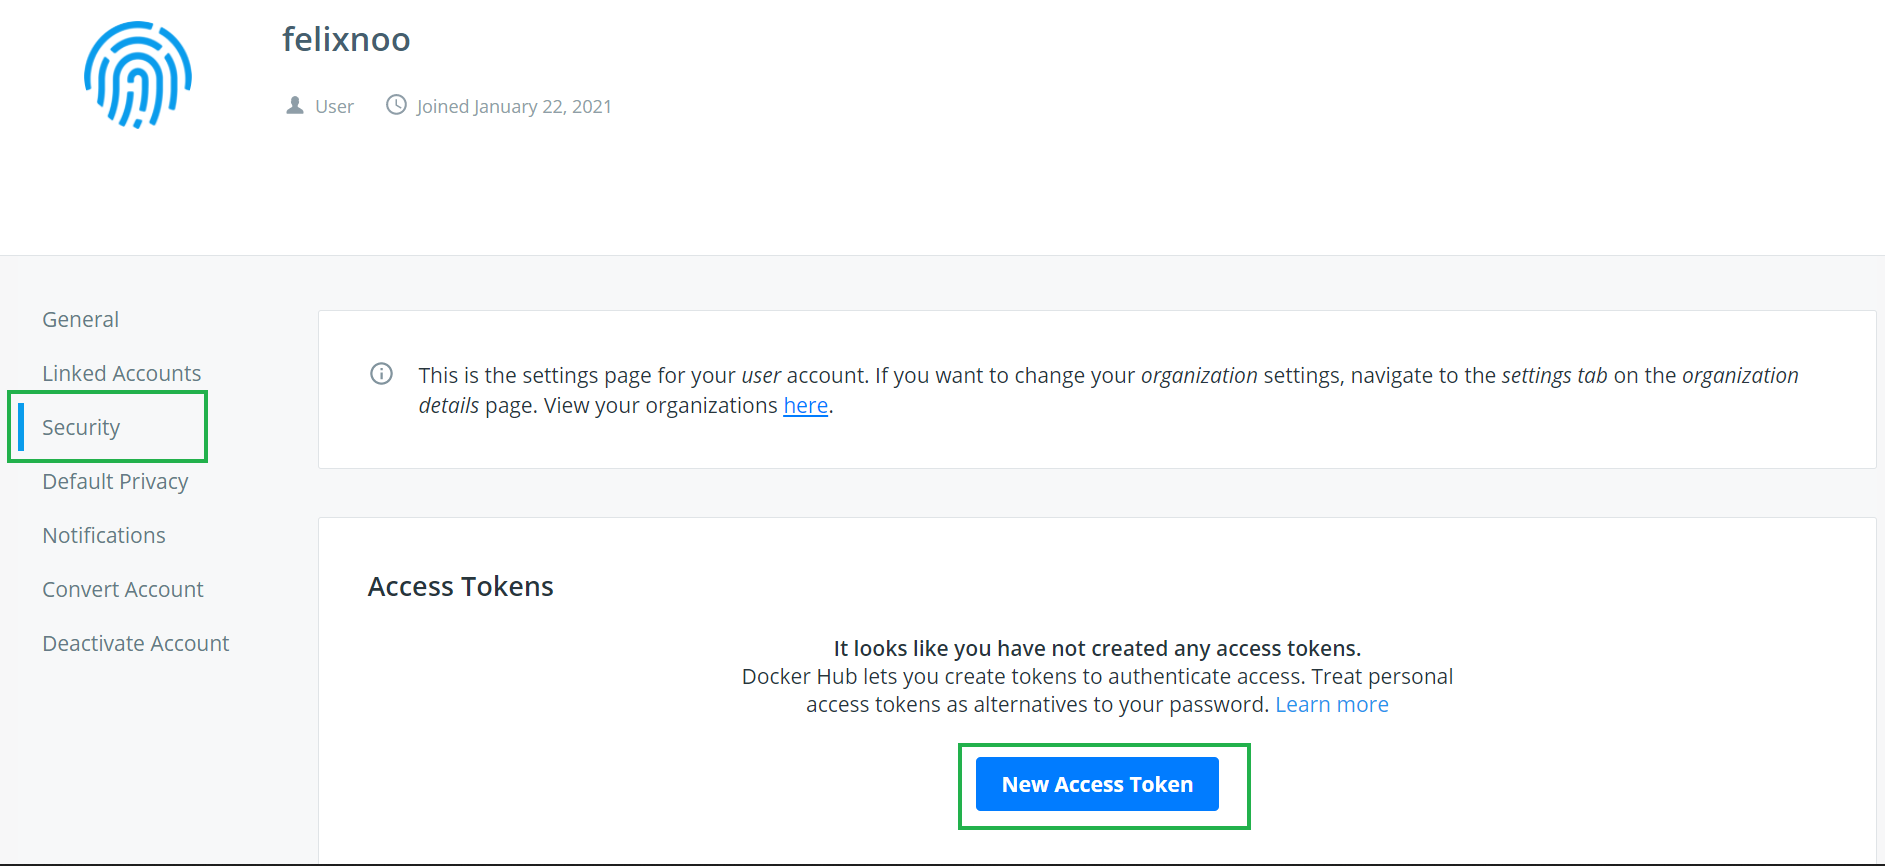 felixnoo
User Joined January 22, 2021
General
Linked Accounts
Security
Default Privacy
Notifications
Convert Account
Deactivate Account
This is the settings page for your user account. If you want to change your organization settings, navigate to the settings tab on the organization
details page. View your organizations here.
Access Tokens
It looks like you have not created any access tokens.
Docker Hub lets you create tokens to authenticate access. Treat personal
access tokens as alternatives to your password. Learn more
New Access Token